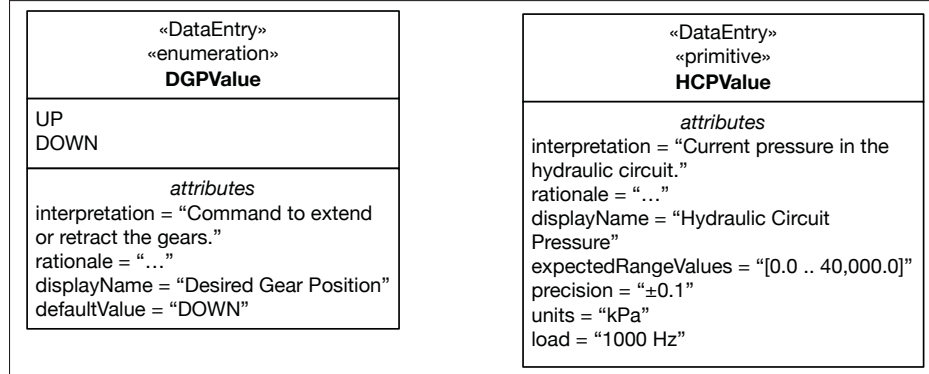 «DataEntry»
«enumeration»
DGPValue
UP
DOWN
attributes
interpretation = “Command to extend
or retract the gears.”
rationale = “…”
displayName = “Desired Gear Position”
defaultValue = “DOWN”
«DataEntry»
«primitive»
HCPValue
attributes
interpretation = “Current pressure in the
hydraulic circuit.”
rationale = “…”
displayName = “Hydraulic Circuit
Pressure”
expectedRangeValues = “[0.0 .. 40,000.0]”
precision = “±0.1”
units = “kPa”
load = “1000 Hz”